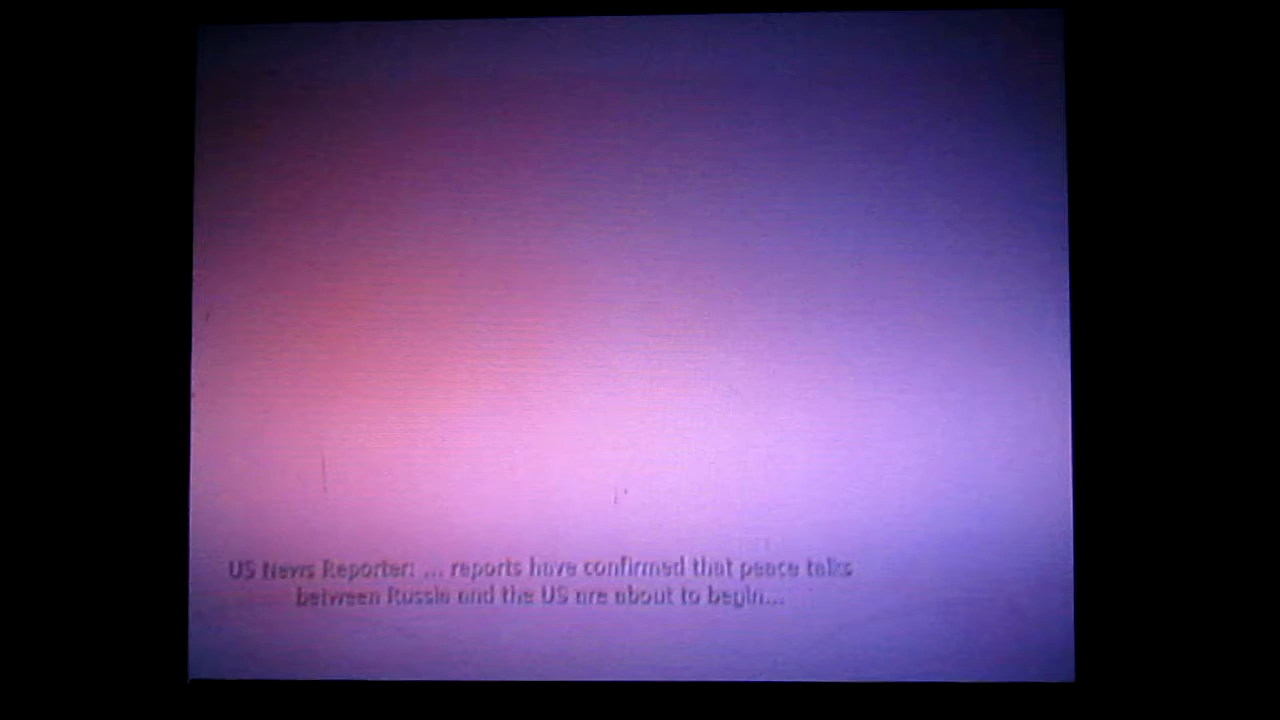 US News Reporter: ... reports have confirmed that peace talks
between Russia and the US are about to begin...